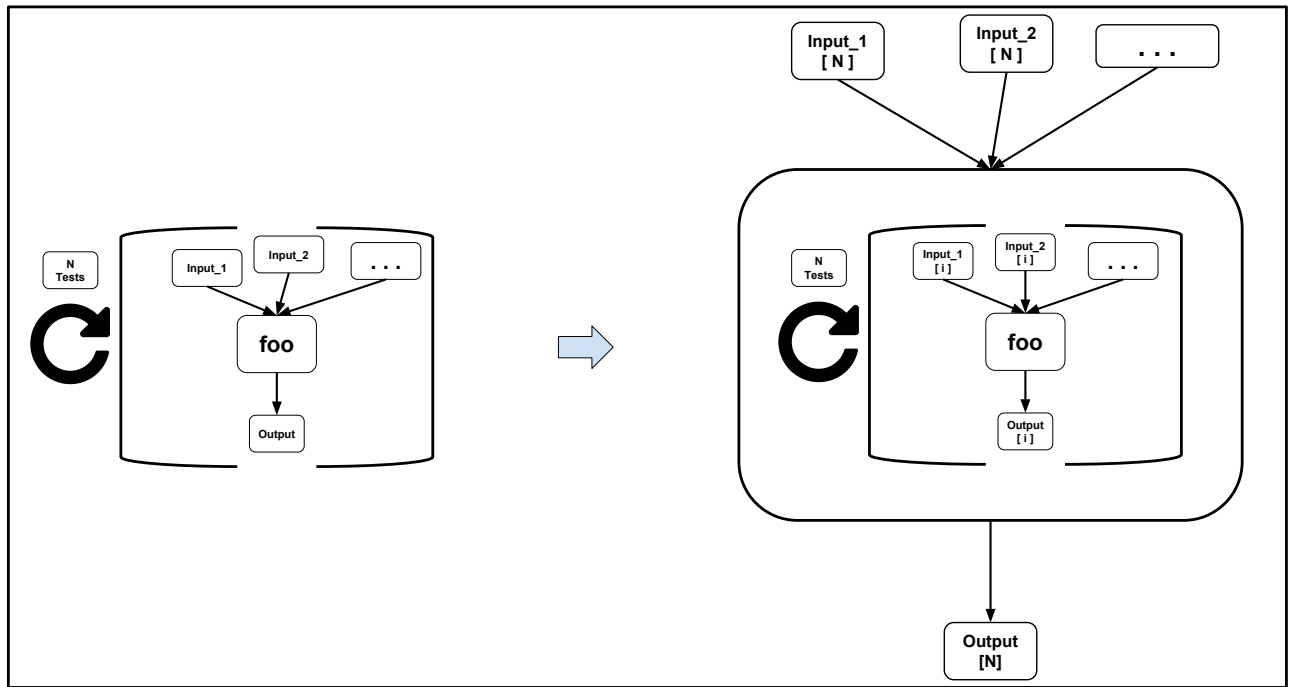 N
Tests
Input_1
Input_2
. . .
foo
Output
Input_1
[ N ]
Input_2
[ N ]
. . .
N
Tests
Input_1
[ i ]
Input_2
[ i ]
. . .
foo
Output
[ i ]
Output
[N]